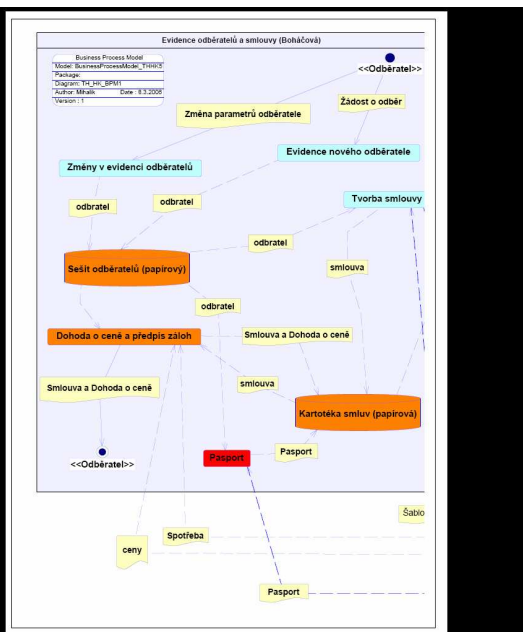 Evidence odběratelů a smlouvy (Boháčová)
Business Process Model
Model: BusinessProcessModel_THHK5
Package:
Diagram: TH_HK_BPM1
Author: Mihalik Date : 8.3.2006
Version : 1
<<Odběratel>>
Změna parametrů odběratele
Žádost o odběr
Změny v evidenci odběratelů
Evidence nového odběratele
odbratel
odbratel
Tvorba smlouvy
odbratel
Sešit odběratelů (papírový)
smlouva
odbratel
Dohoda o ceně a předpis záloh
Smlouva a Dohoda o ceně
Smlouva a Dohoda o ceně
smlouva
Kartotéka smluv (papírová)
<<Odběratel>>
Pasport
Pasport
Šablo
Spotřeba
ceny
Pasport